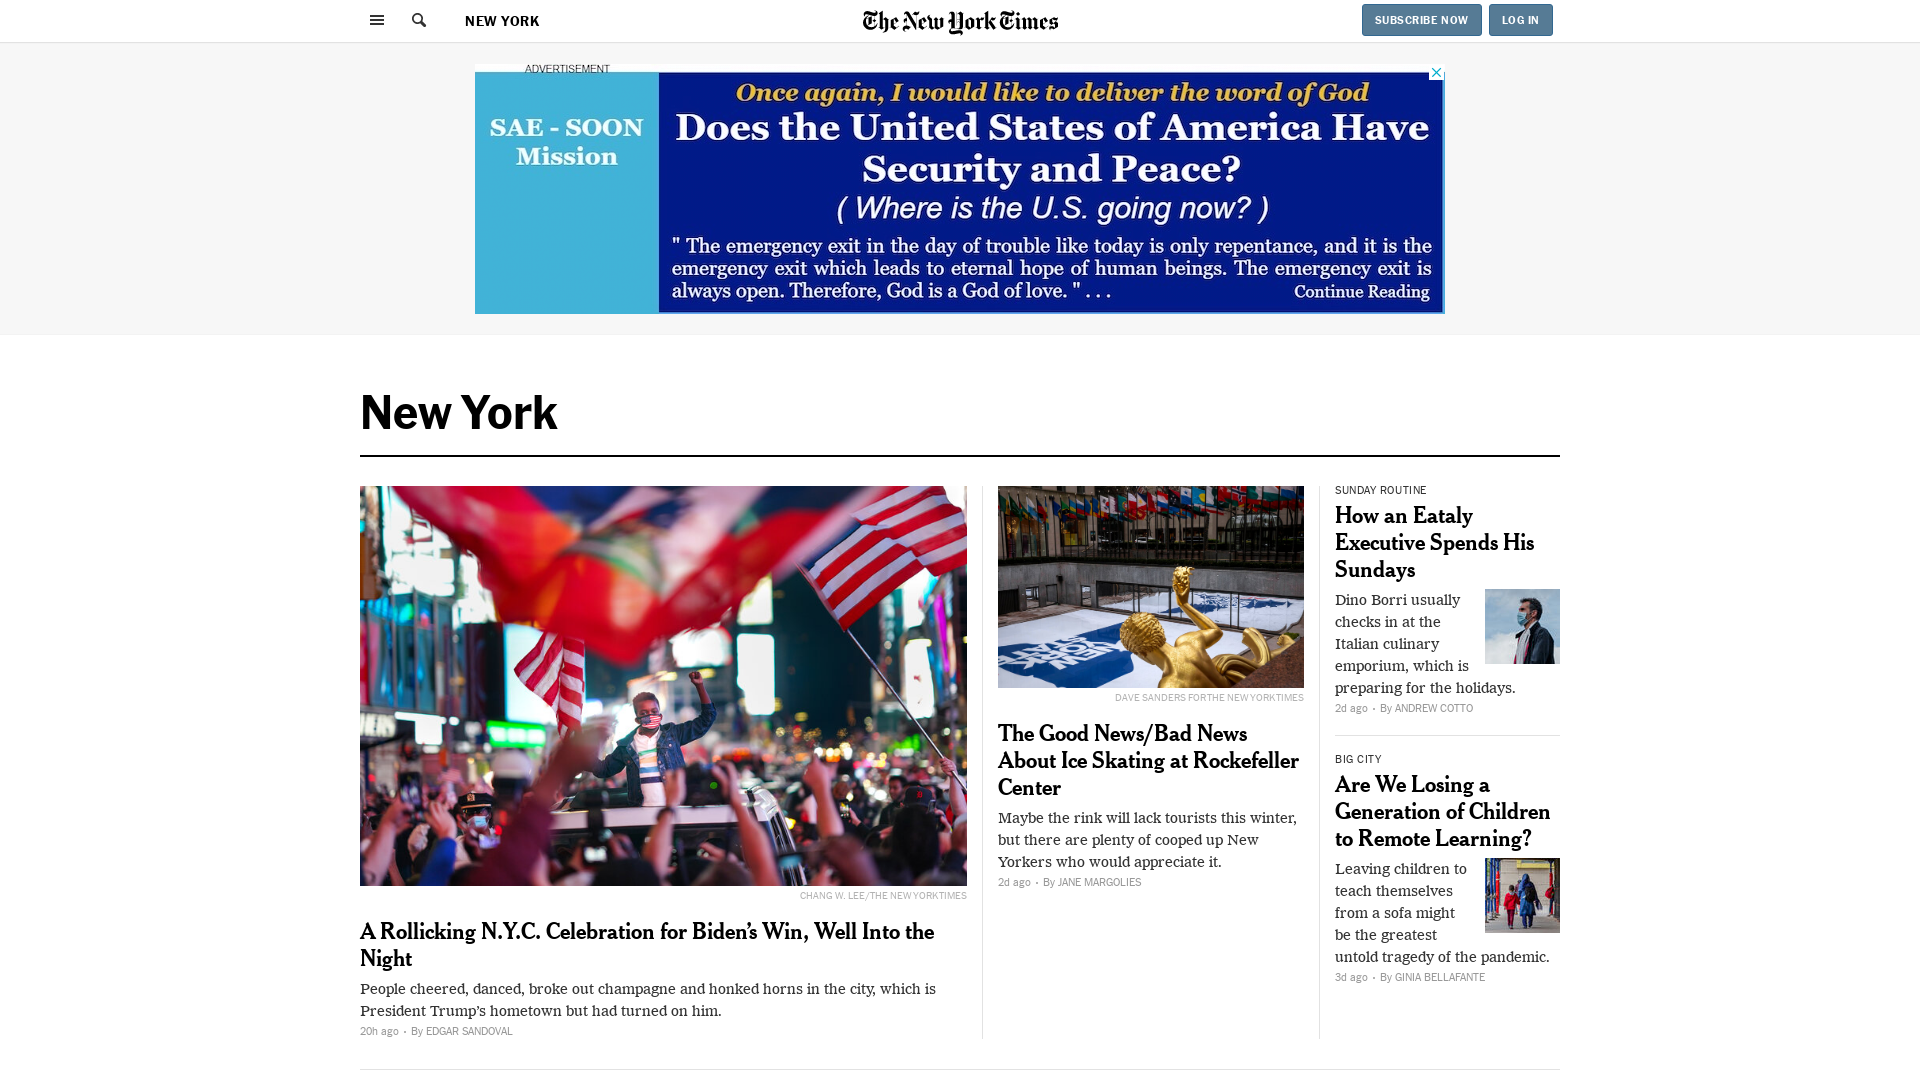 NEW YORK
The New York Times
SUBSCRIBE NOW
LOG IN
ADVERTISEMENT
SAE - SOON
Mission
Once again, I would like to deliver the word of God
Does the United States of America Have
Security and Peace?
( Where is the U.S. going now? )
" The emergency exit in the day of trouble like today is only repentance, and it is the
emergency exit which leads to eternal hope of human beings. The emergency exit is
always open. Therefore, God is a God of love. " . . .
Continue Reading
New York
CHANG W. LEE/THE NEW YORK TIMES
A Rollicking N.Y.C. Celebration for Biden’s Win, Well Into the
Night
People cheered, danced, broke out champagne and honked horns in the city, which is
President Trump’s hometown but had turned on him.
20h ago · By EDGAR SANDOVAL
DAVE SANDERS FOR THE NEW YORK TIMES
The Good News/Bad News
About Ice Skating at Rockefeller
Center
Maybe the rink will lack tourists this winter,
but there are plenty of cooped up New
Yorkers who would appreciate it.
2d ago · By JANE MARGOLIES
SUNDAY ROUTINE
How an Eataly
Executive Spends His
Sundays
Dino Borri usually
checks in at the
Italian culinary
emporium, which is
preparing for the holidays.
2d ago · By ANDREW COTTO
BIG CITY
Are We Losing a
Generation of Children
to Remote Learning?
Leaving children to
teach themselves
from a sofa might
be the greatest
untold tragedy of the pandemic.
3d ago · By GINIA BELLAFANTE